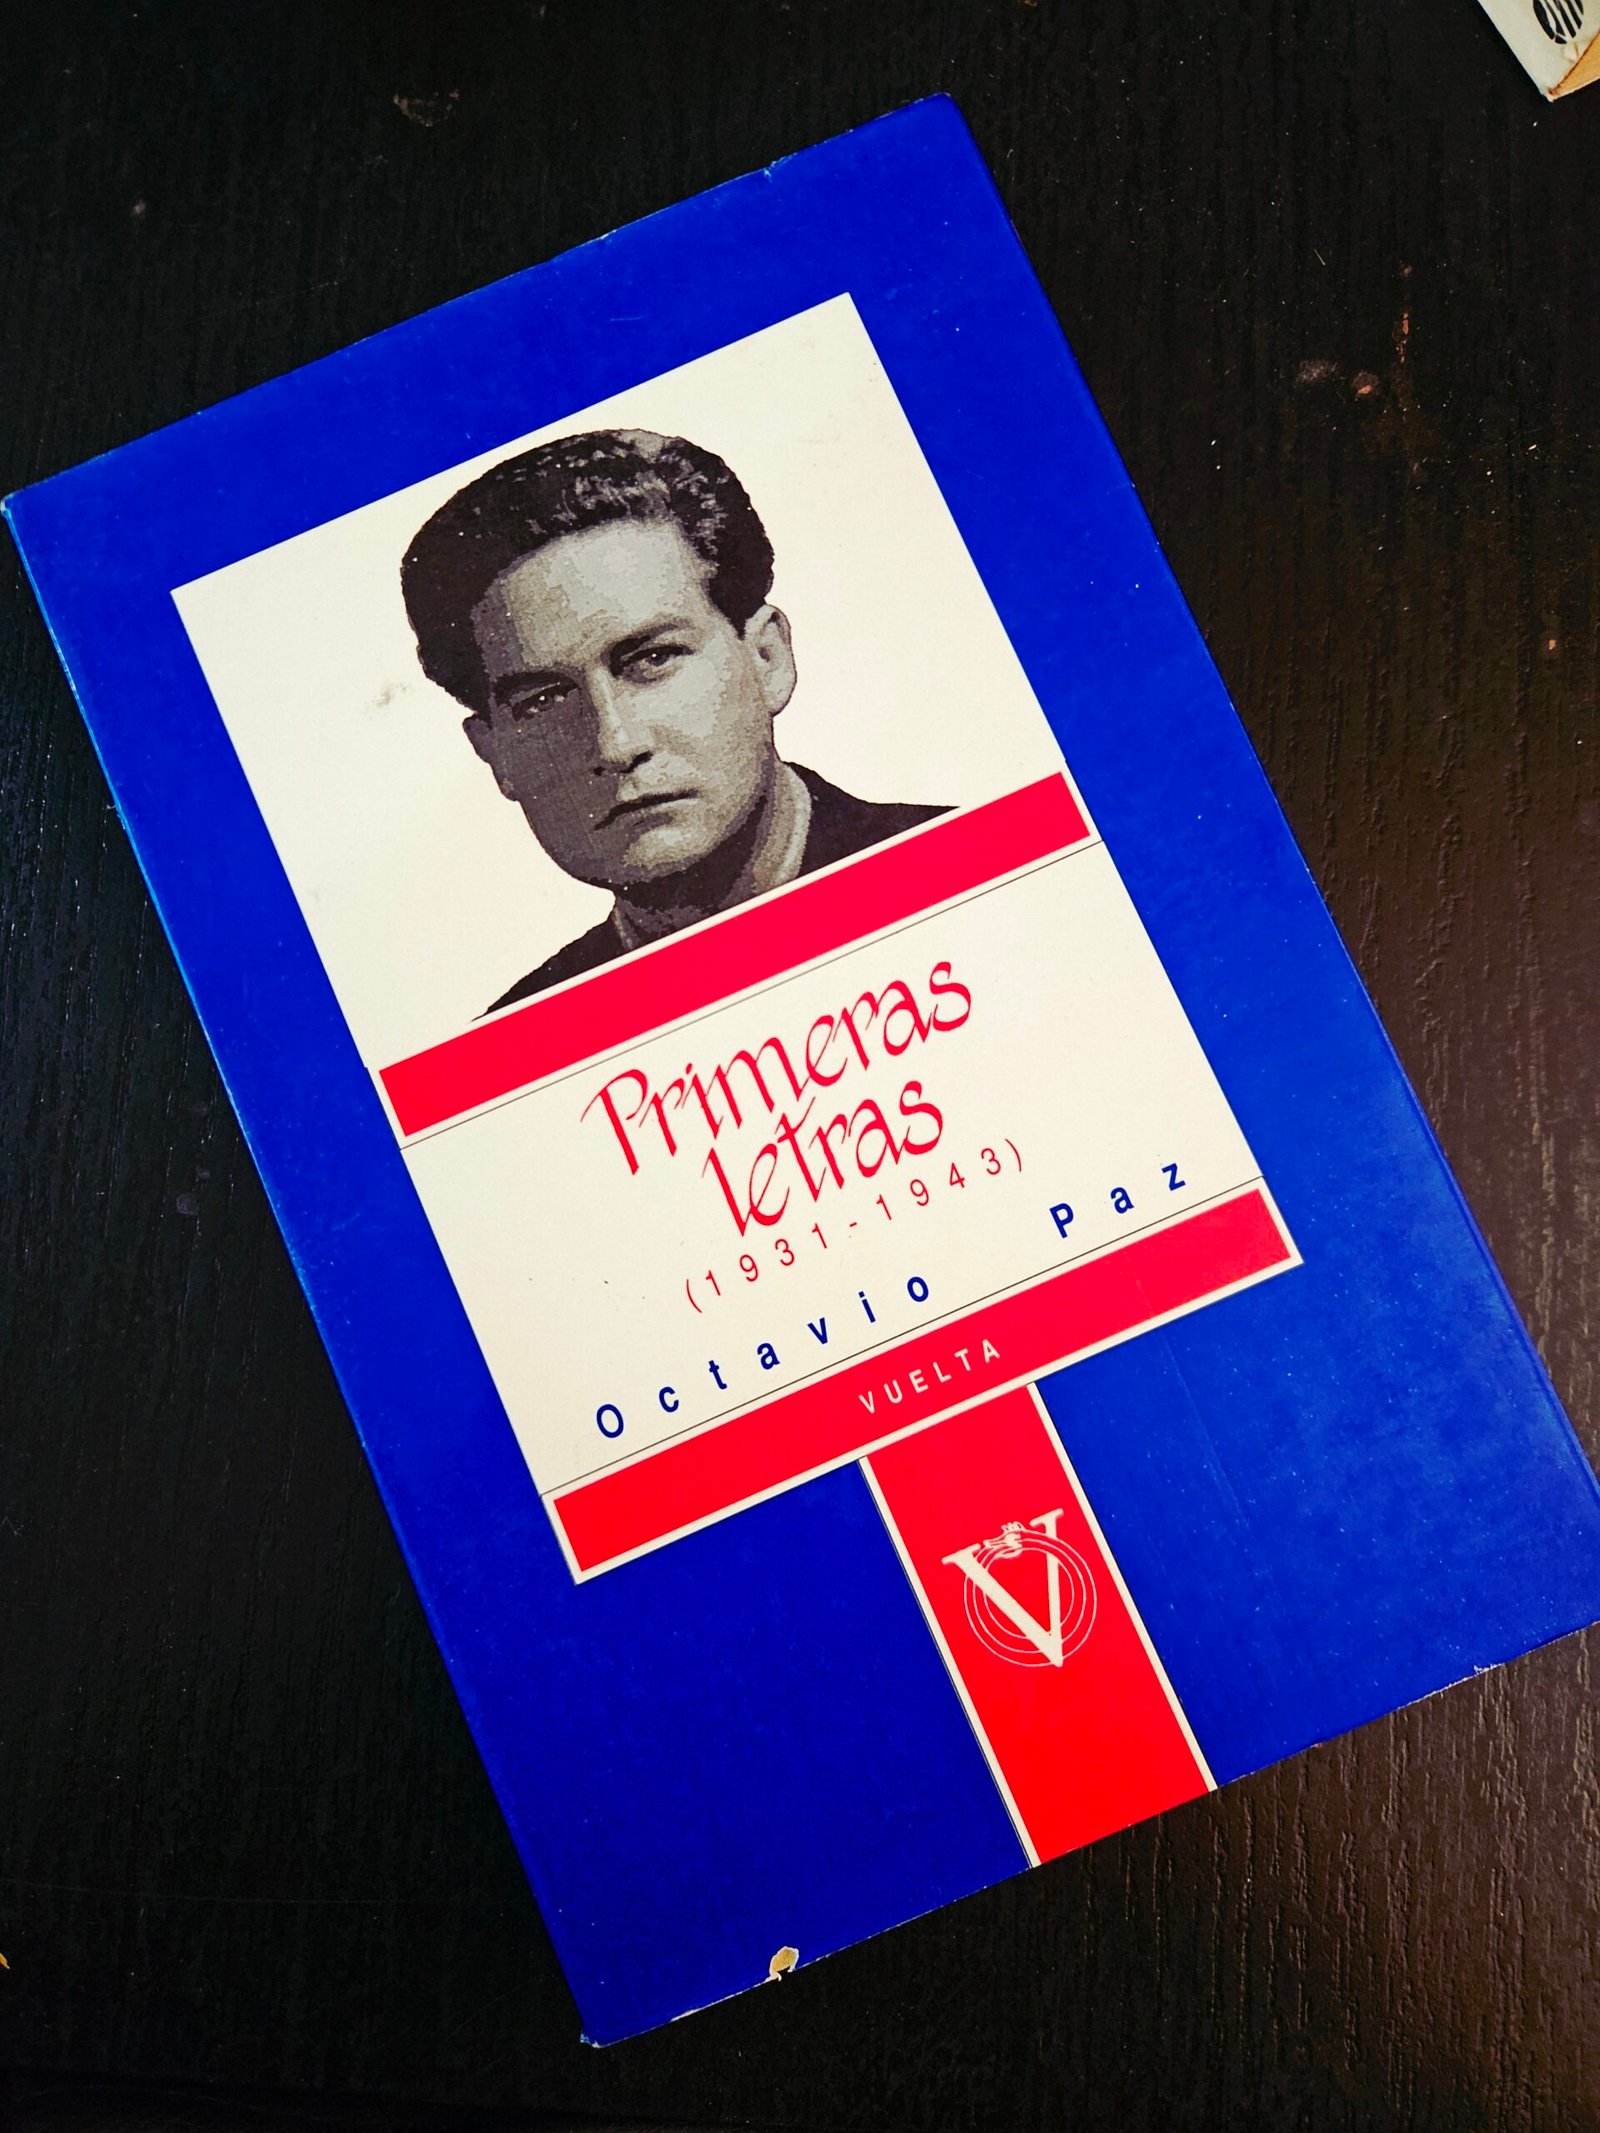 Primeras
letras
(1931-1943)
Octavio Paz
VUELTA
V